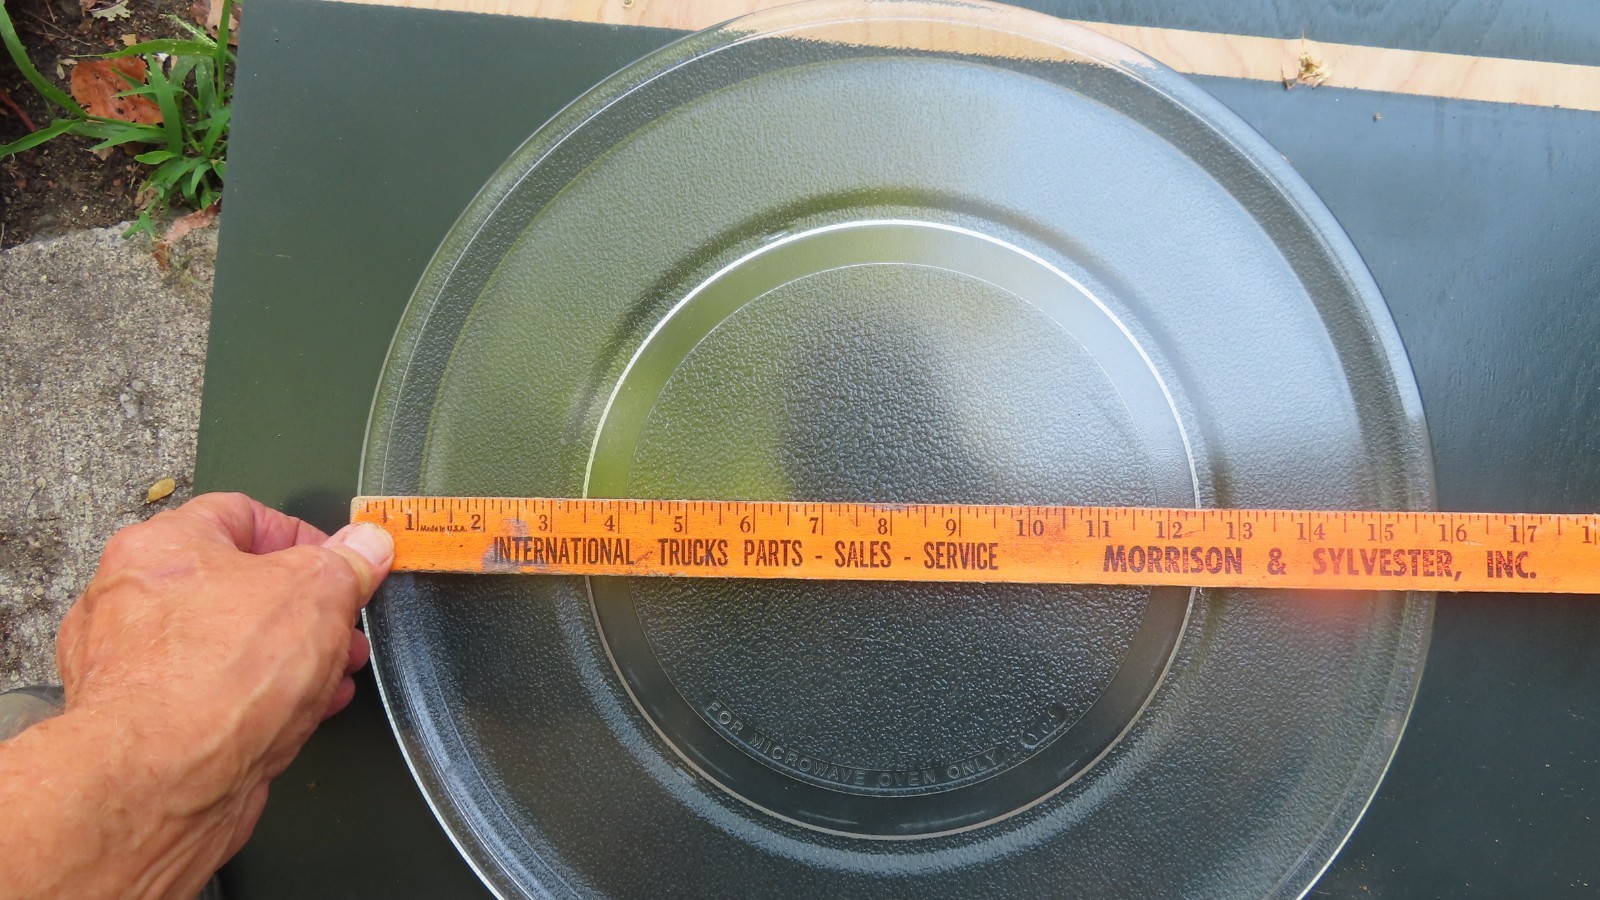 1 Made in U.S.A. 2 3 4 5 6 7 8 9 10 11 12 13 14 15 16 17
INTERNATIONAL TRUCKS PARTS - SALES - SERVICE MORRISON & SYLVESTER, INC.
FOR MICROWAVE OVEN ONLY